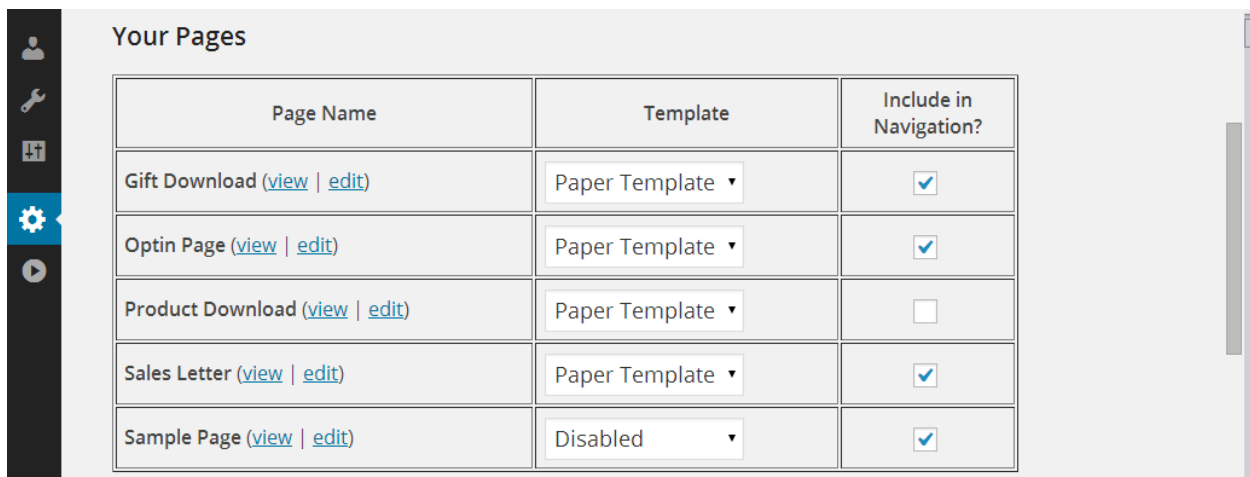 Your Pages
Page Name Template Include in
Navigation?
Gift Download (view | edit) Paper Template
Optin Page (view | edit) Paper Template
Product Download (view | edit) Paper Template
Sales Letter (view | edit) Paper Template
Sample Page (view | edit) Disabled